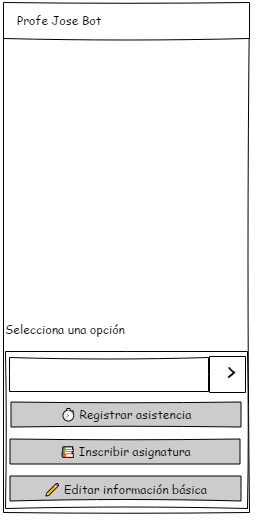 Profe Jose Bot
Selecciona una opción
>
⏱ Registrar asistencia
📚 Inscribir asignatura
✏️ Editar información básica